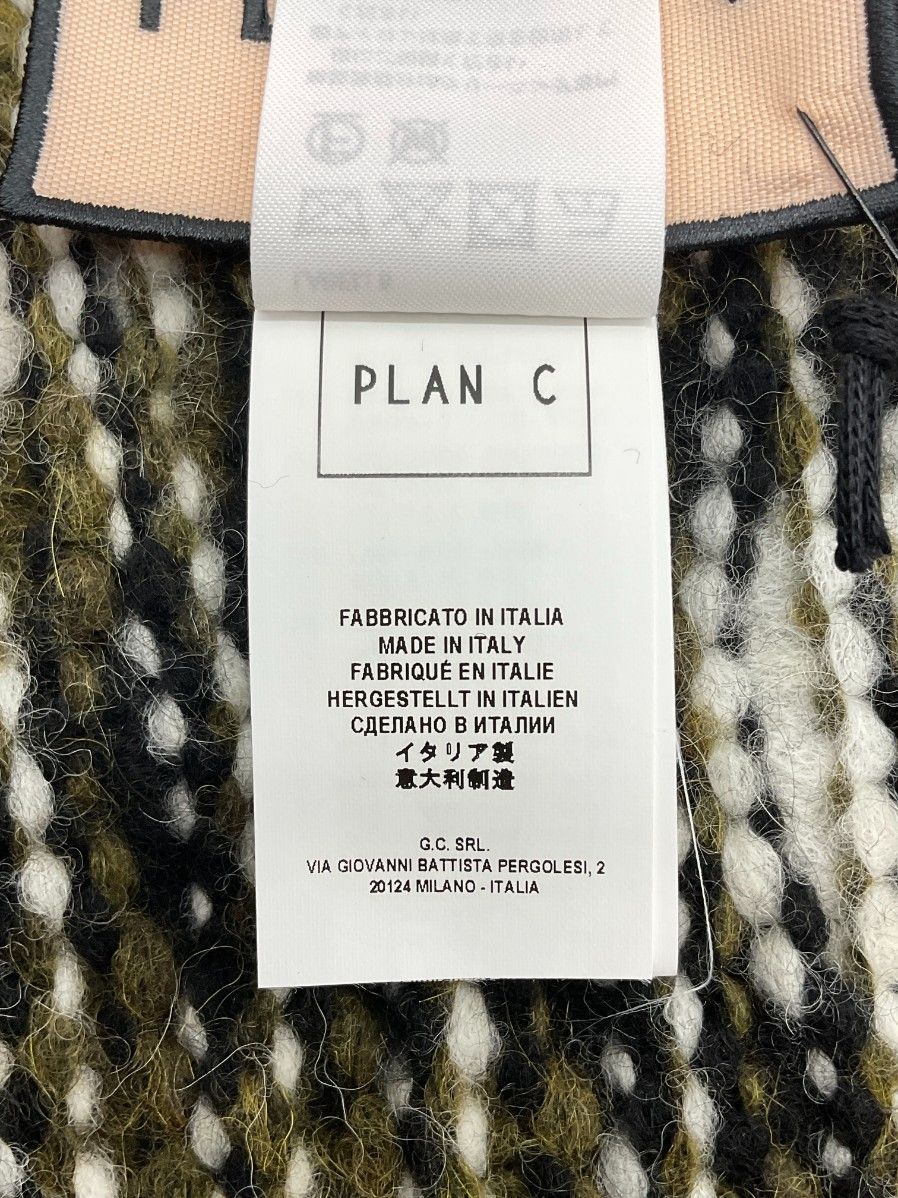 PLAN C
FABBRICATO IN ITALIA
MADE IN ITALY
FABRIQUÉ EN ITALIE
HERGESTELLT IN ITALIEN
СДЕЛАНО В ИТАЛИИ
イタリア製
意大利制造
G.C. SRL.
VIA GIOVANNI BATTISTA PERGOLESI, 2
20124 MILANO - ITALIA